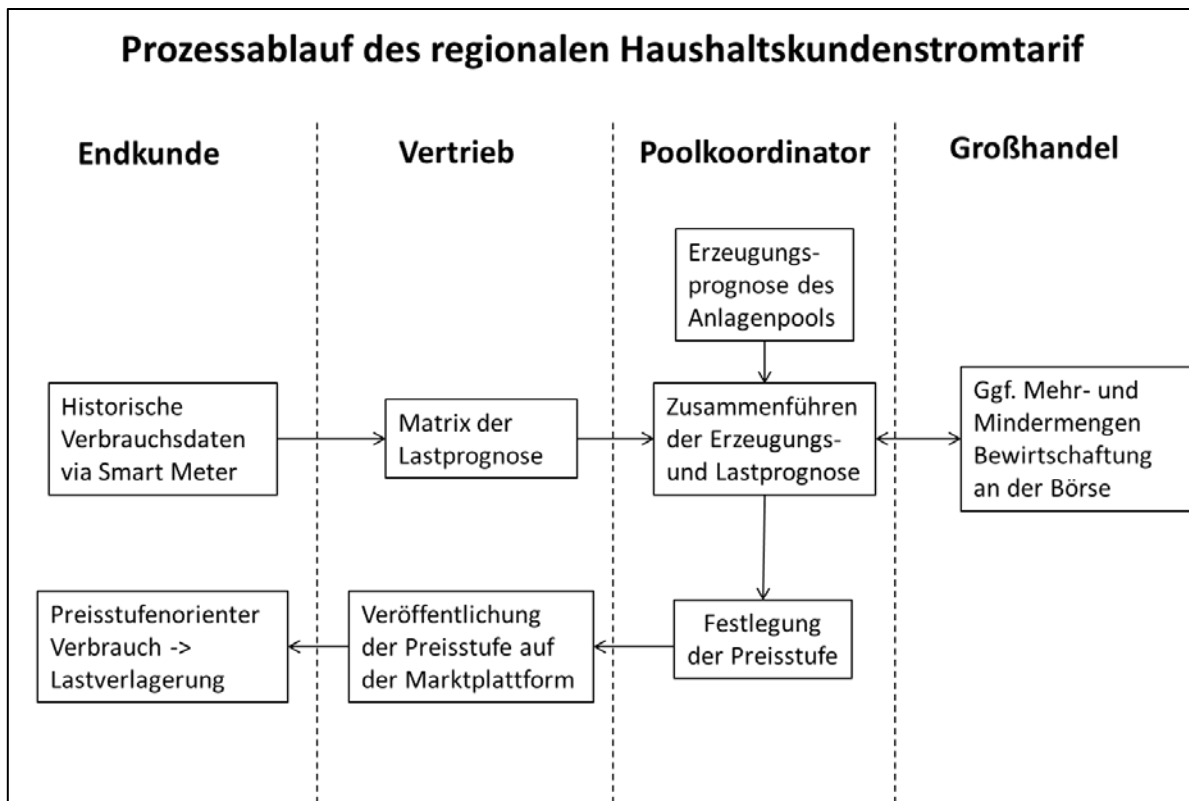 Prozessablauf des regionalen Haushaltskundenstromtarif
Endkunde
Vertrieb
Poolkoordinator
Großhandel
Erzeugungs-
prognose des
Anlagenpools
Historische
Verbrauchsdaten
via Smart Meter
Matrix der
Lastprognose
Zusammenführen
der Erzeugungs-
und Lastprognose
Ggf. Mehr- und
Mindermengen
Bewirtschaftung
an der Börse
Preisstufenorienter
Verbrauch ->
Lastverlagerung
Veröffentlichung
der Preisstufe auf
der Marktplattform
Festlegung
der Preisstufe